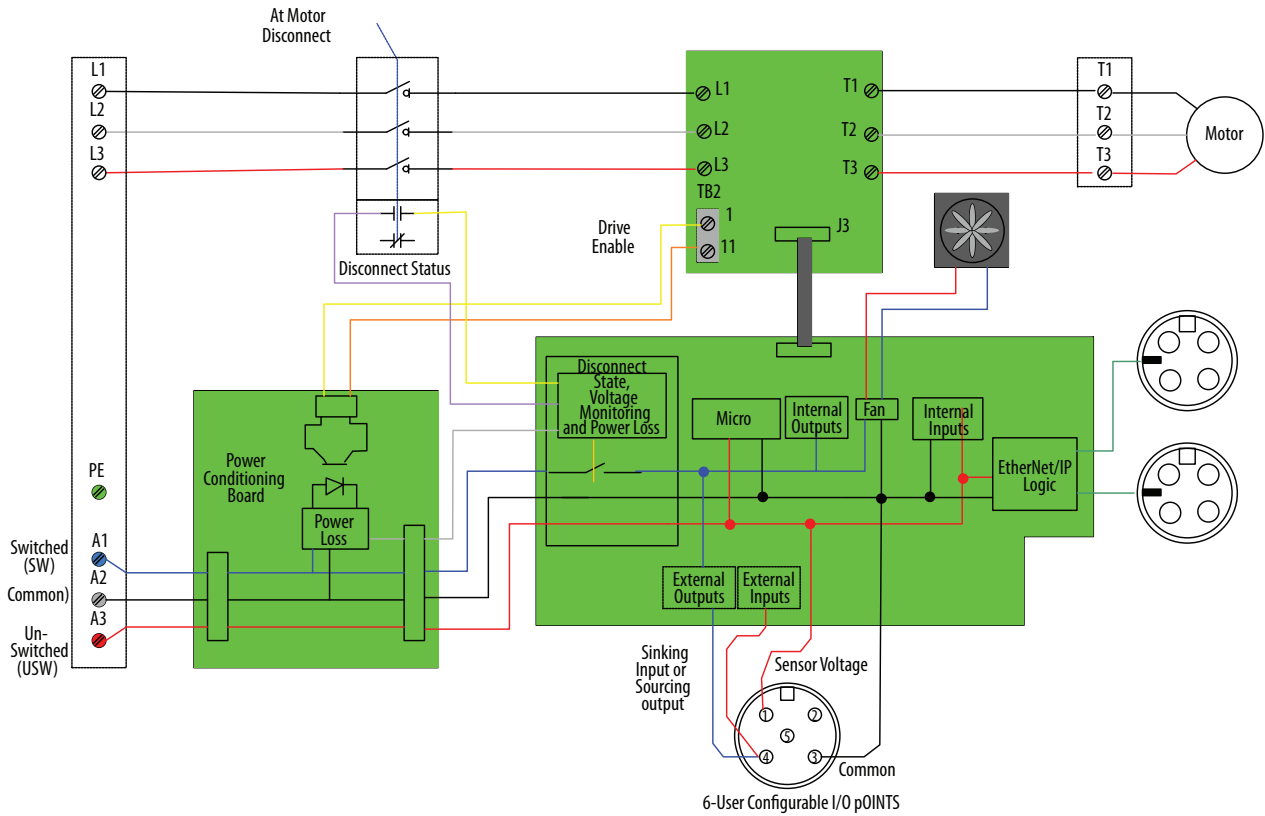 At Motor
Disconnect
L1
L2
L3
L1
L2
L3
TB2
1
11
T1
T2
T3
J3
T1
T2
T3
Motor
Drive
Enable
Disconnect Status
PE
A1
A2
A3
Switched
(SW)
Common)
Un-
Switched
(USW)
Power
Conditioning
Board
Power
Loss
Disconnect
State,
Voltage
Monitoring
and Power Loss
Micro
Internal
Outputs
Fan
Internal
Inputs
EtherNet/IP
Logic
External
Outputs
External
Inputs
Sinking
Input or
Sourcing
output
Sensor Voltage
1
2
5
4
3
Common
6-User Configurable I/O pOINTS